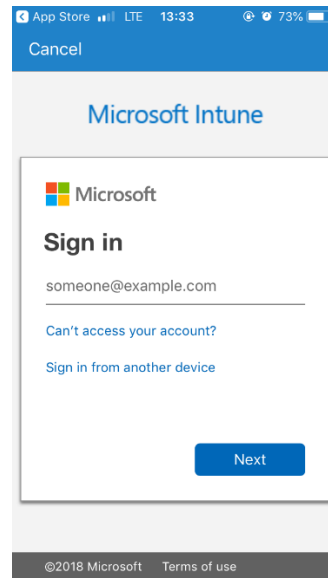 App Store LTE 13:33 73%
Cancel
Microsoft Intune
Microsoft
Sign in
someone@example.com
Can't access your account?
Sign in from another device
Next
©2018 Microsoft Terms of use